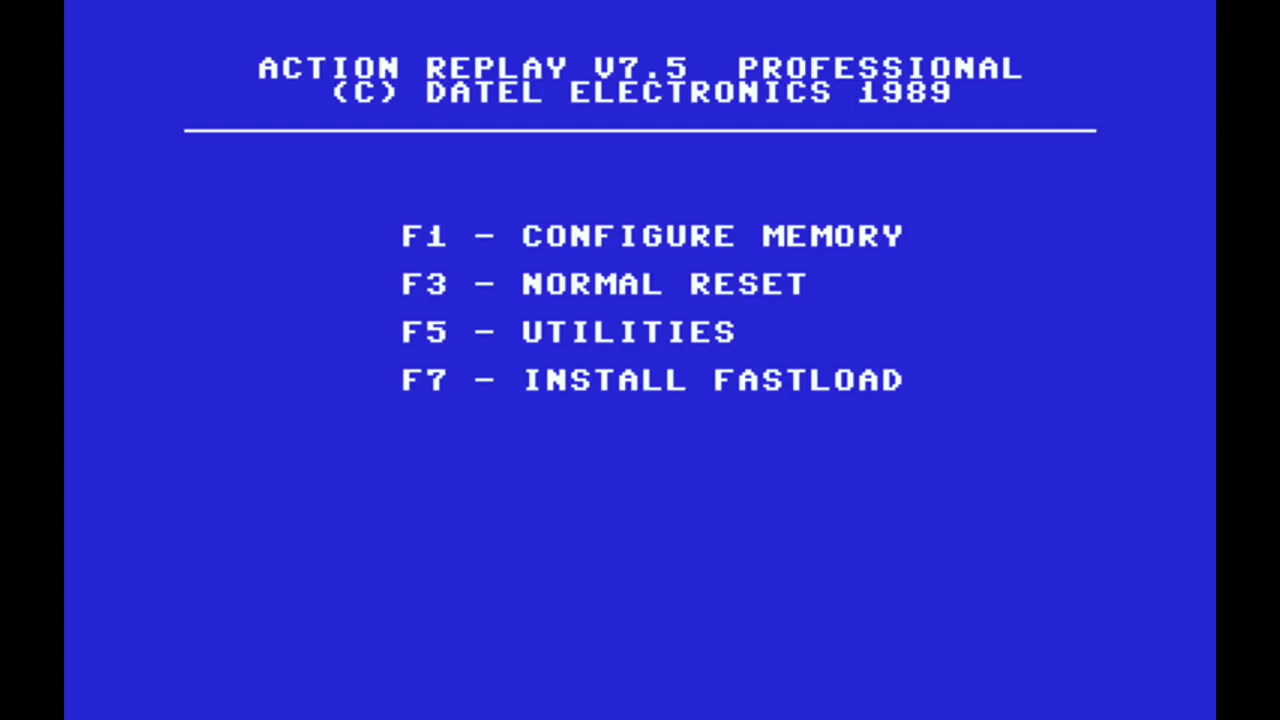 ACTION REPLAY V7.5  PROFESSIONAL
(C) DATEL ELECTRONICS 1989
F1 - CONFIGURE MEMORY
F3 - NORMAL RESET
F5 - UTILITIES
F7 - INSTALL FASTLOAD